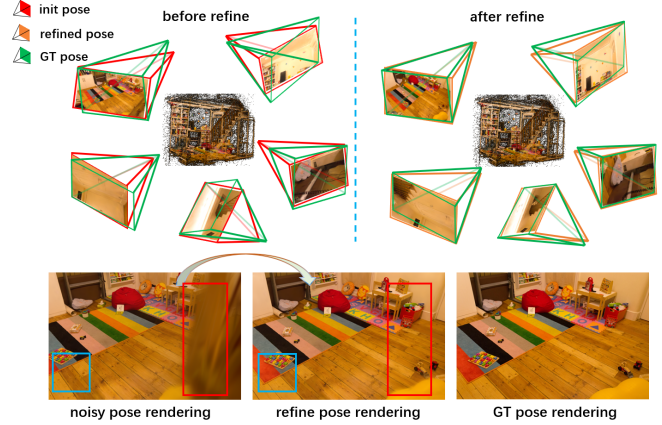 init pose
refined pose
GT pose
before refine
after refine
noisy pose rendering
refine pose rendering
GT pose rendering